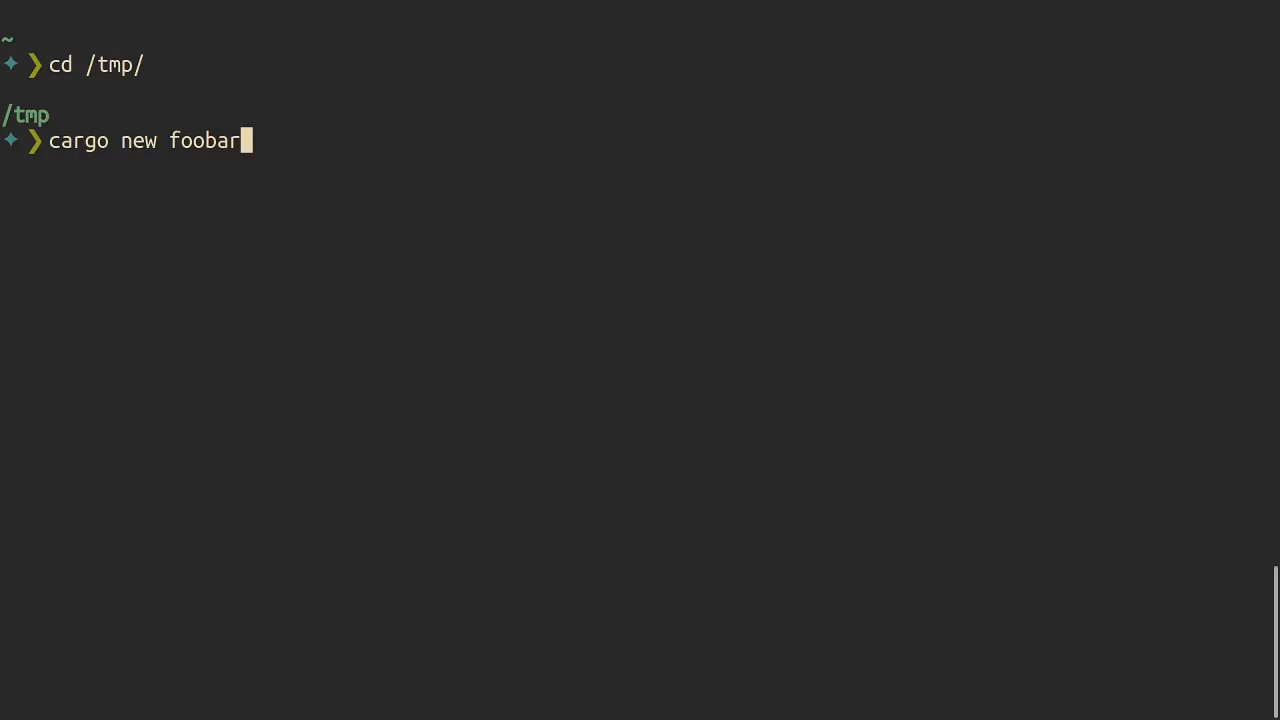 ~
✦ ❯ cd /tmp/
/tmp
✦ ❯ cargo new foobar